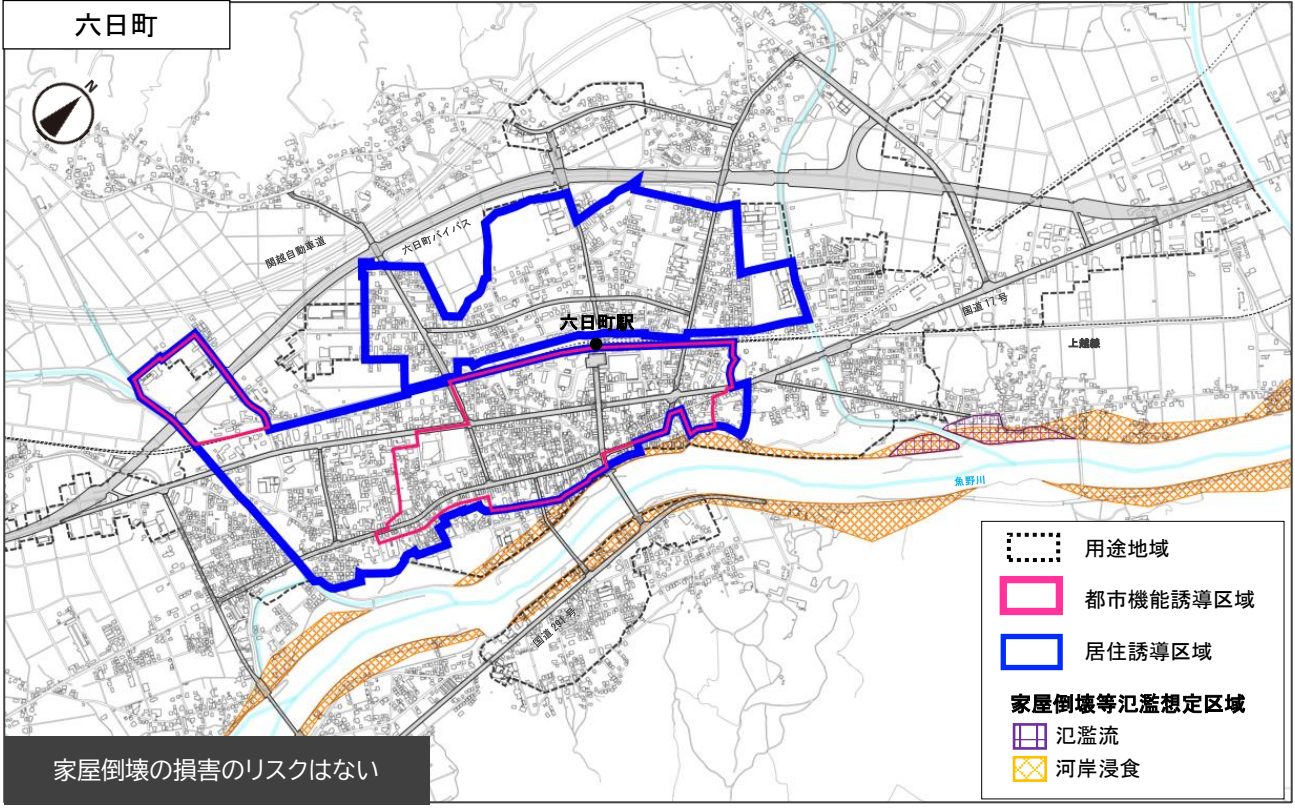 六日町
N
関越自動車道
六日町バイパス
六日町駅
国道17号
上越線
魚野川
国道291号
用途地域
都市機能誘導区域
居住誘導区域
家屋倒壊等氾濫想定区域
氾濫流
河岸浸食
家屋倒壊の損害のリスクはない